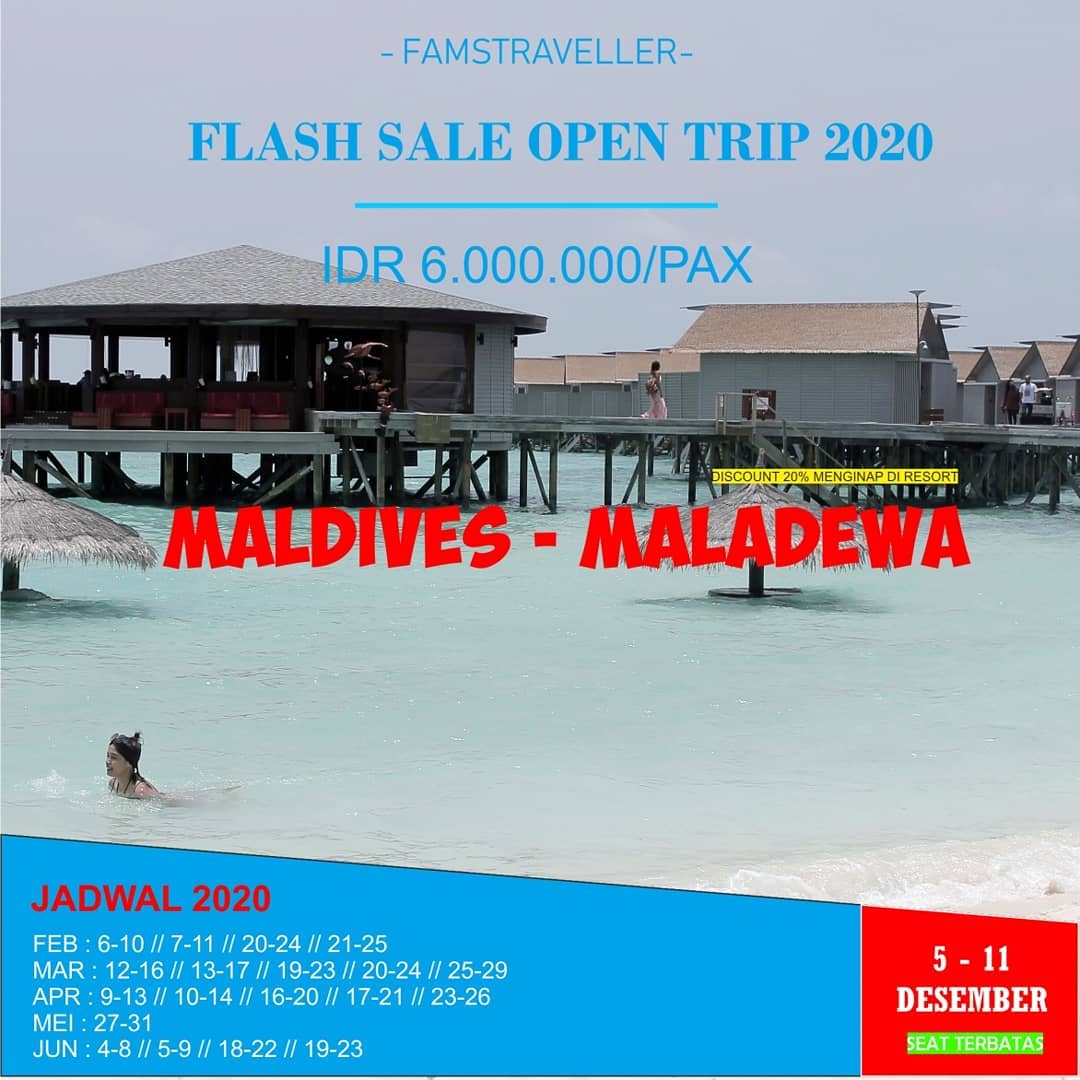 - FAMSTRAVELLER-
FLASH SALE OPEN TRIP 2020
IDR 6.000.000/PAX
DISCOUNT 20% MENGINAP DI RESORT
MALDIVES - MALADEWA
JADWAL 2020
FEB : 6-10 // 7-11 // 20-24 // 21-25
MAR : 12-16 // 13-17 // 19-23 // 20-24 // 25-29
APR : 9-13 // 10-14 // 16-20 // 17-21 // 23-26
MEI : 27-31
JUN : 4-8 // 5-9 // 18-22 // 19-23
5 - 11
DESEMBER
SEAT TERBATAS